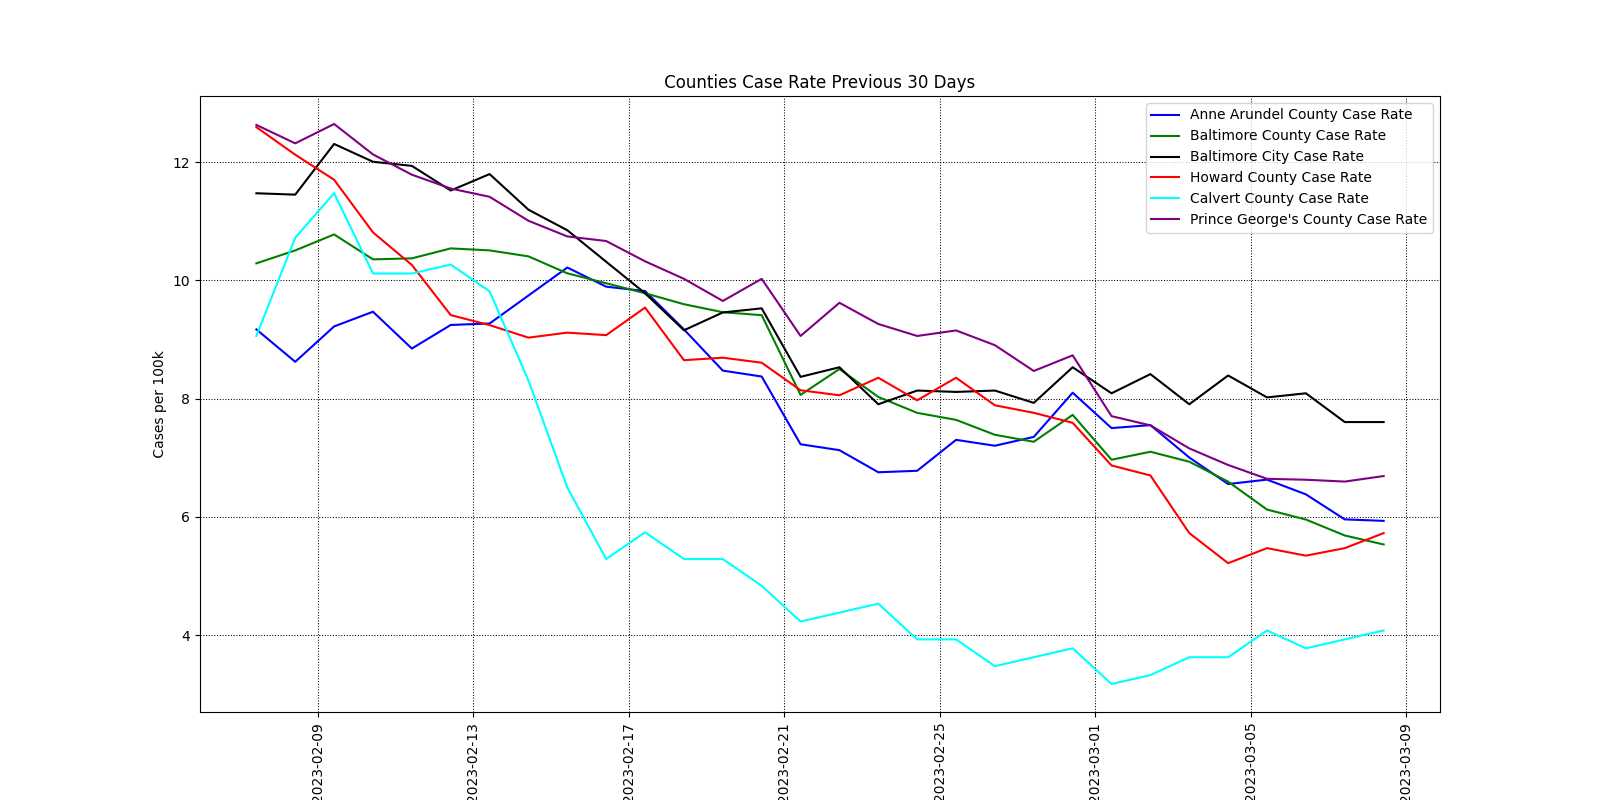 Counties Case Rate Previous 30 Days
Anne Arundel County Case Rate
Baltimore County Case Rate
Baltimore City Case Rate
Howard County Case Rate
Calvert County Case Rate
Prince George's County Case Rate
Cases per 100k
12
10
8
6
4
2023-02-09
2023-02-13
2023-02-17
2023-02-21
2023-02-25
2023-03-01
2023-03-05
2023-03-09